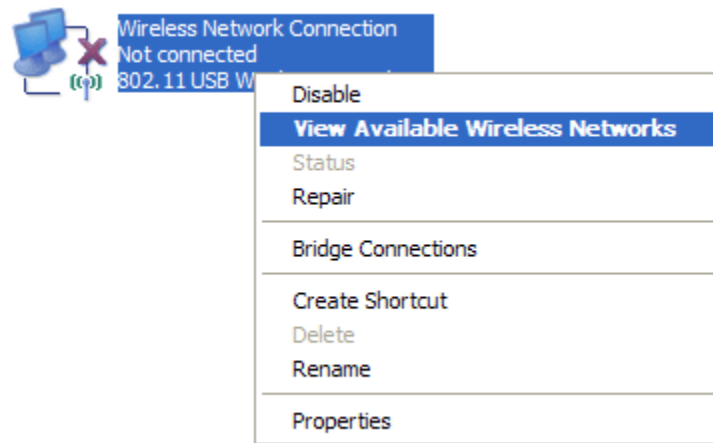 Wireless Network Connection
Not connected
802.11 USB
Disable
View Available Wireless Networks
Status
Repair
Bridge Connections
Create Shortcut
Delete
Rename
Properties